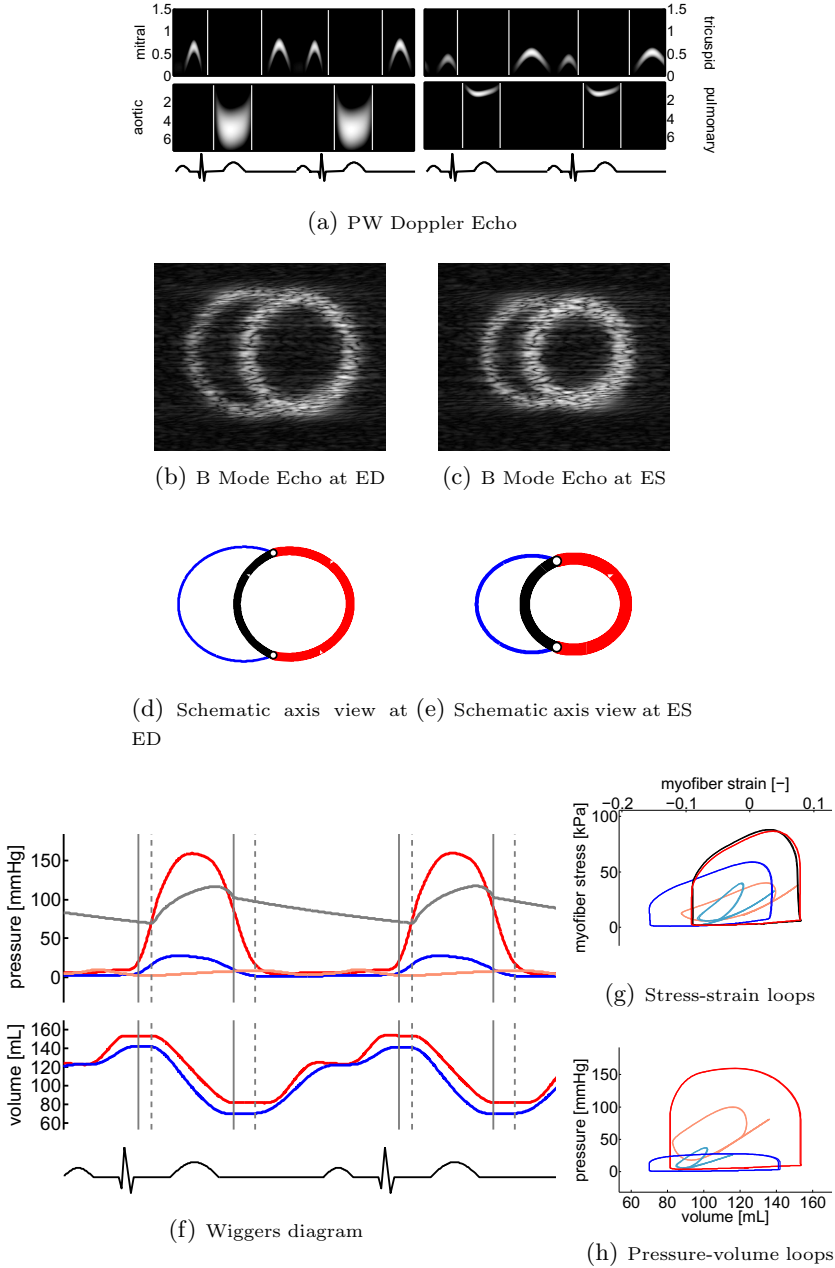 mitral
1.5
1
0.5
0
1.5
1
0.5
0
tricuspid
aortic
2
4
6
2
4
6
pulmonary
(a) PW Doppler Echo
(b) B Mode Echo at ED
(c) B Mode Echo at ES
(d) Schematic axis view at ED
(e) Schematic axis view at ES
pressure [mmHg]
150
100
50
0
volume [mL]
160
140
120
100
80
60
(f) Wiggers diagram
myofiber strain [−]
−0.2 −0.1 0 0.1
myofiber stress [kPa]
100
50
0
(g) Stress-strain loops
pressure [mmHg]
150
100
50
0
60 80 100 120 140 160
volume [mL]
(h) Pressure-volume loops